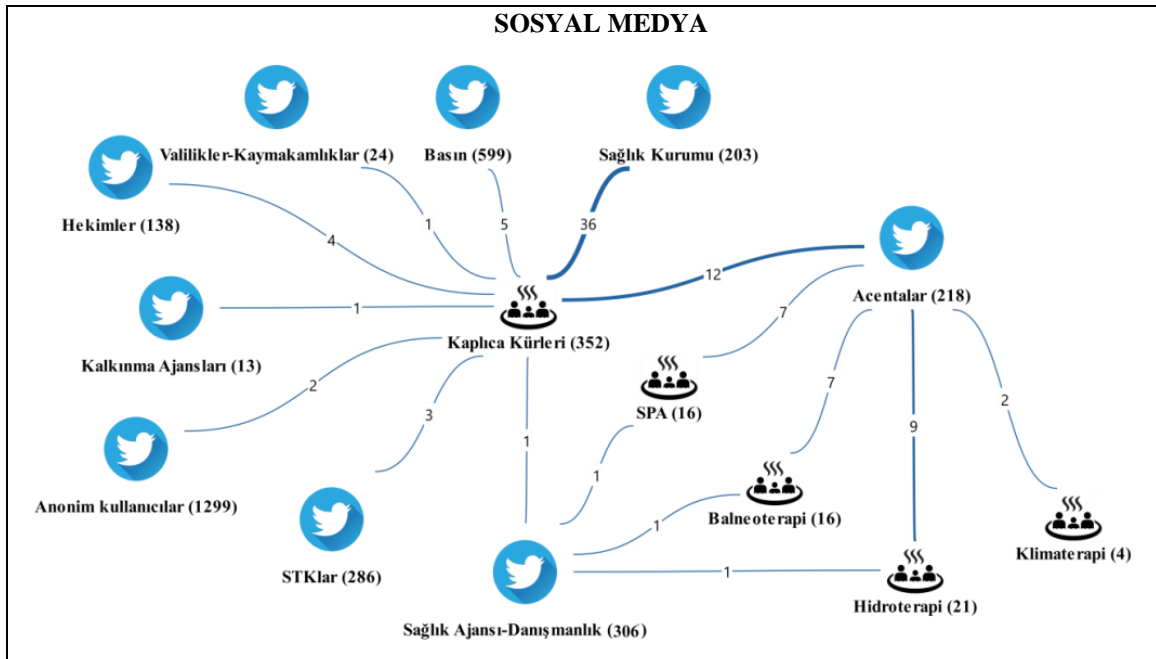 SOSYAL MEDYA
Valilikler-Kaymakamlıklar (24)
Basın (599)
Sağlık Kurumu (203)
Hekimler (138)
1
5
36
4
12
Acentalar (218)
1
7
Kaplıca Kürleri (352)
Kalkınma Ajansları (13)
2
7
2
SPA (16)
3
9
1
1
Anonim kullanıcılar (1299)
Balneoterapi (16)
1
Klimaterapi (4)
STKlar (286)
1
Hidroterapi (21)
Sağlık Ajansı-Danışmanlık (306)